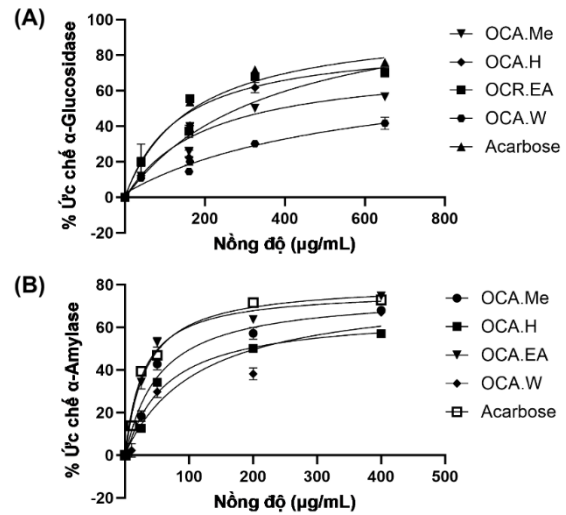 (A)
% Ức chế α-Glucosidase
100
80
60
40
20
0
-20
200
400
600
800
Nồng độ (µg/mL)
OCA.Me
OCA.H
OCR.EA
OCA.W
Acarbose
(B)
% Ức chế α-Amylase
80
60
40
20
0
-20
100
200
300
400
500
Nồng độ (µg/mL)
OCA.Me
OCA.H
OCA.EA
OCA.W
Acarbose